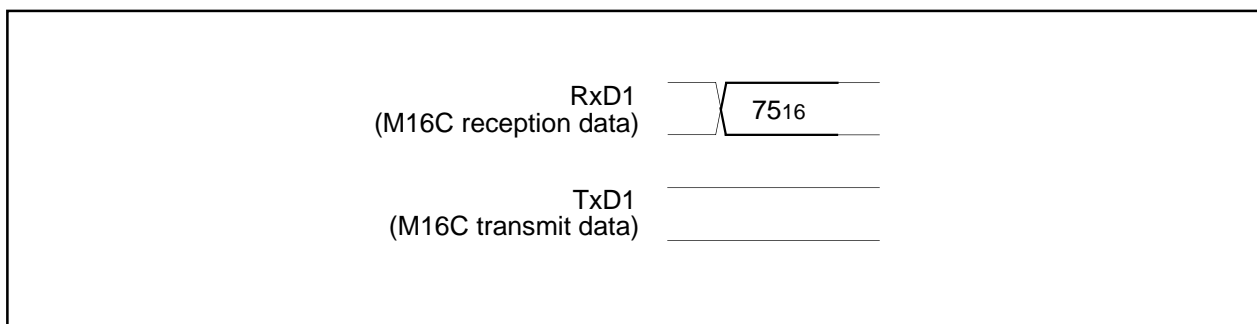 RxD1
(M16C reception data)
7516
TxD1
(M16C transmit data)